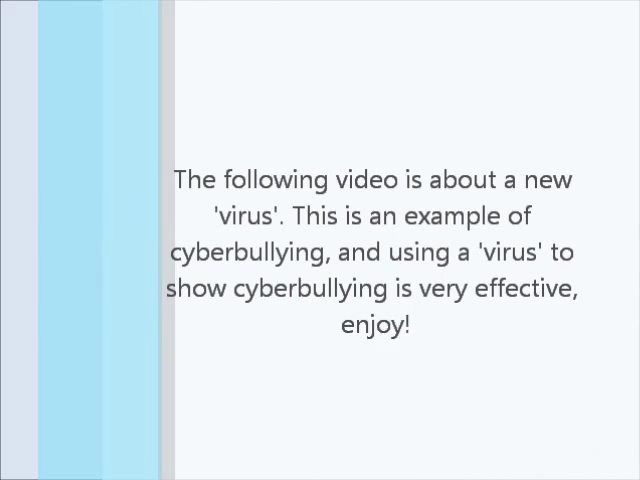 The following video is about a new
'virus'. This is an example of
cyberbullying, and using a 'virus' to
show cyberbullying is very effective,
enjoy!